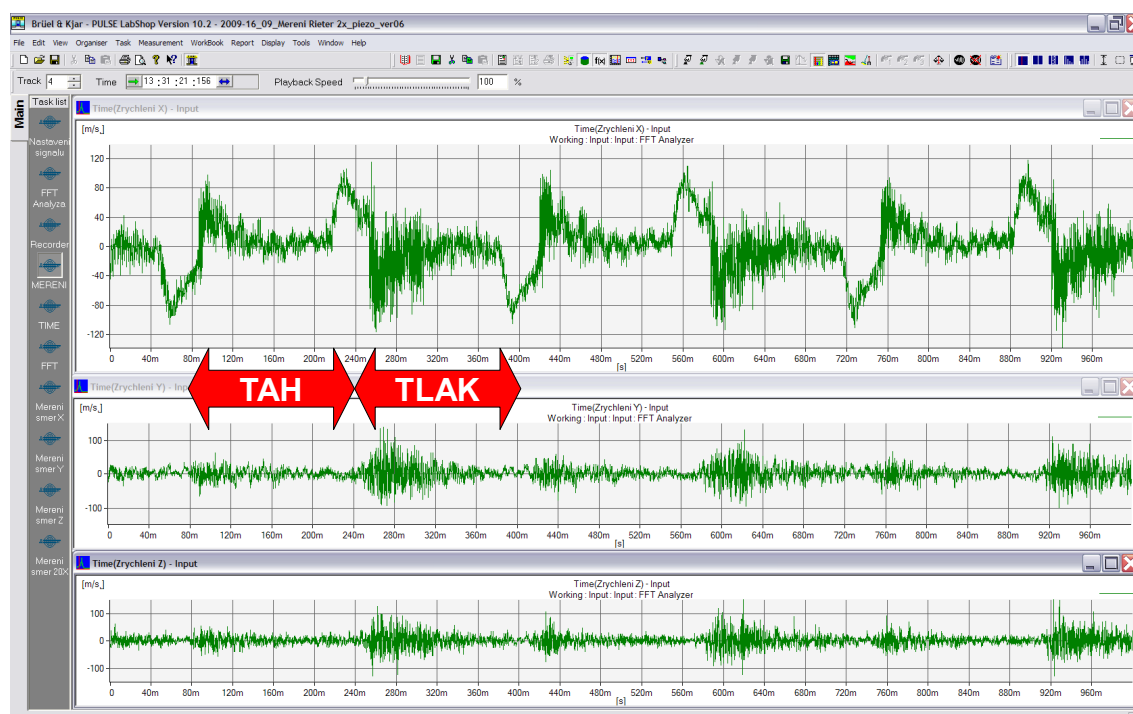 Brüel & Kjar - PULSE LabShop Version 10.2 - 2009-16_09_Mereni Rieter 2x_piezo_ver06
File Edit View Organiser Task Measurement WorkBook Report Display Tools Window Help
Track 4 Time 13 :31 :21 :156 Playback Speed 100 %
Main
Task list
Nastaveni signalu
FFT Analyza
Recorder
MERENI
TIME
FFT
Mereni smer X
Mereni smer Y
Mereni smer Z
Mereni smer 20X
Time(Zrychleni X) - Input
[m/s,]
Time(Zrychleni X) - Input
Working : Input : Input : FFT Analyzer
120
80
40
0
-40
-80
-120
0 40m 80m 120m 160m 200m 240m 280m 320m 360m 400m 440m 480m 520m 560m 600m 640m 680m 720m 760m 800m 840m 880m 920m 960m
[s]
TAH TLAK
Time(Zrychleni Y) - Inp
[m/s,]
Time(Zrychleni Y) - Input
Working : Input : Input : FFT Analyzer
100
0
-100
0 40m 80m 120m 160m 200m 240m 280m 320m 360m 400m 440m 480m 520m 560m 600m 640m 680m 720m 760m 800m 840m 880m 920m 960m
[s]
Time(Zrychleni Z) - Input
[m/s,]
Time(Zrychleni Z) - Input
Working : Input : Input : FFT Analyzer
100
0
-100
0 40m 80m 120m 160m 200m 240m 280m 320m 360m 400m 440m 480m 520m 560m 600m 640m 680m 720m 760m 800m 840m 880m 920m 960m
[s]